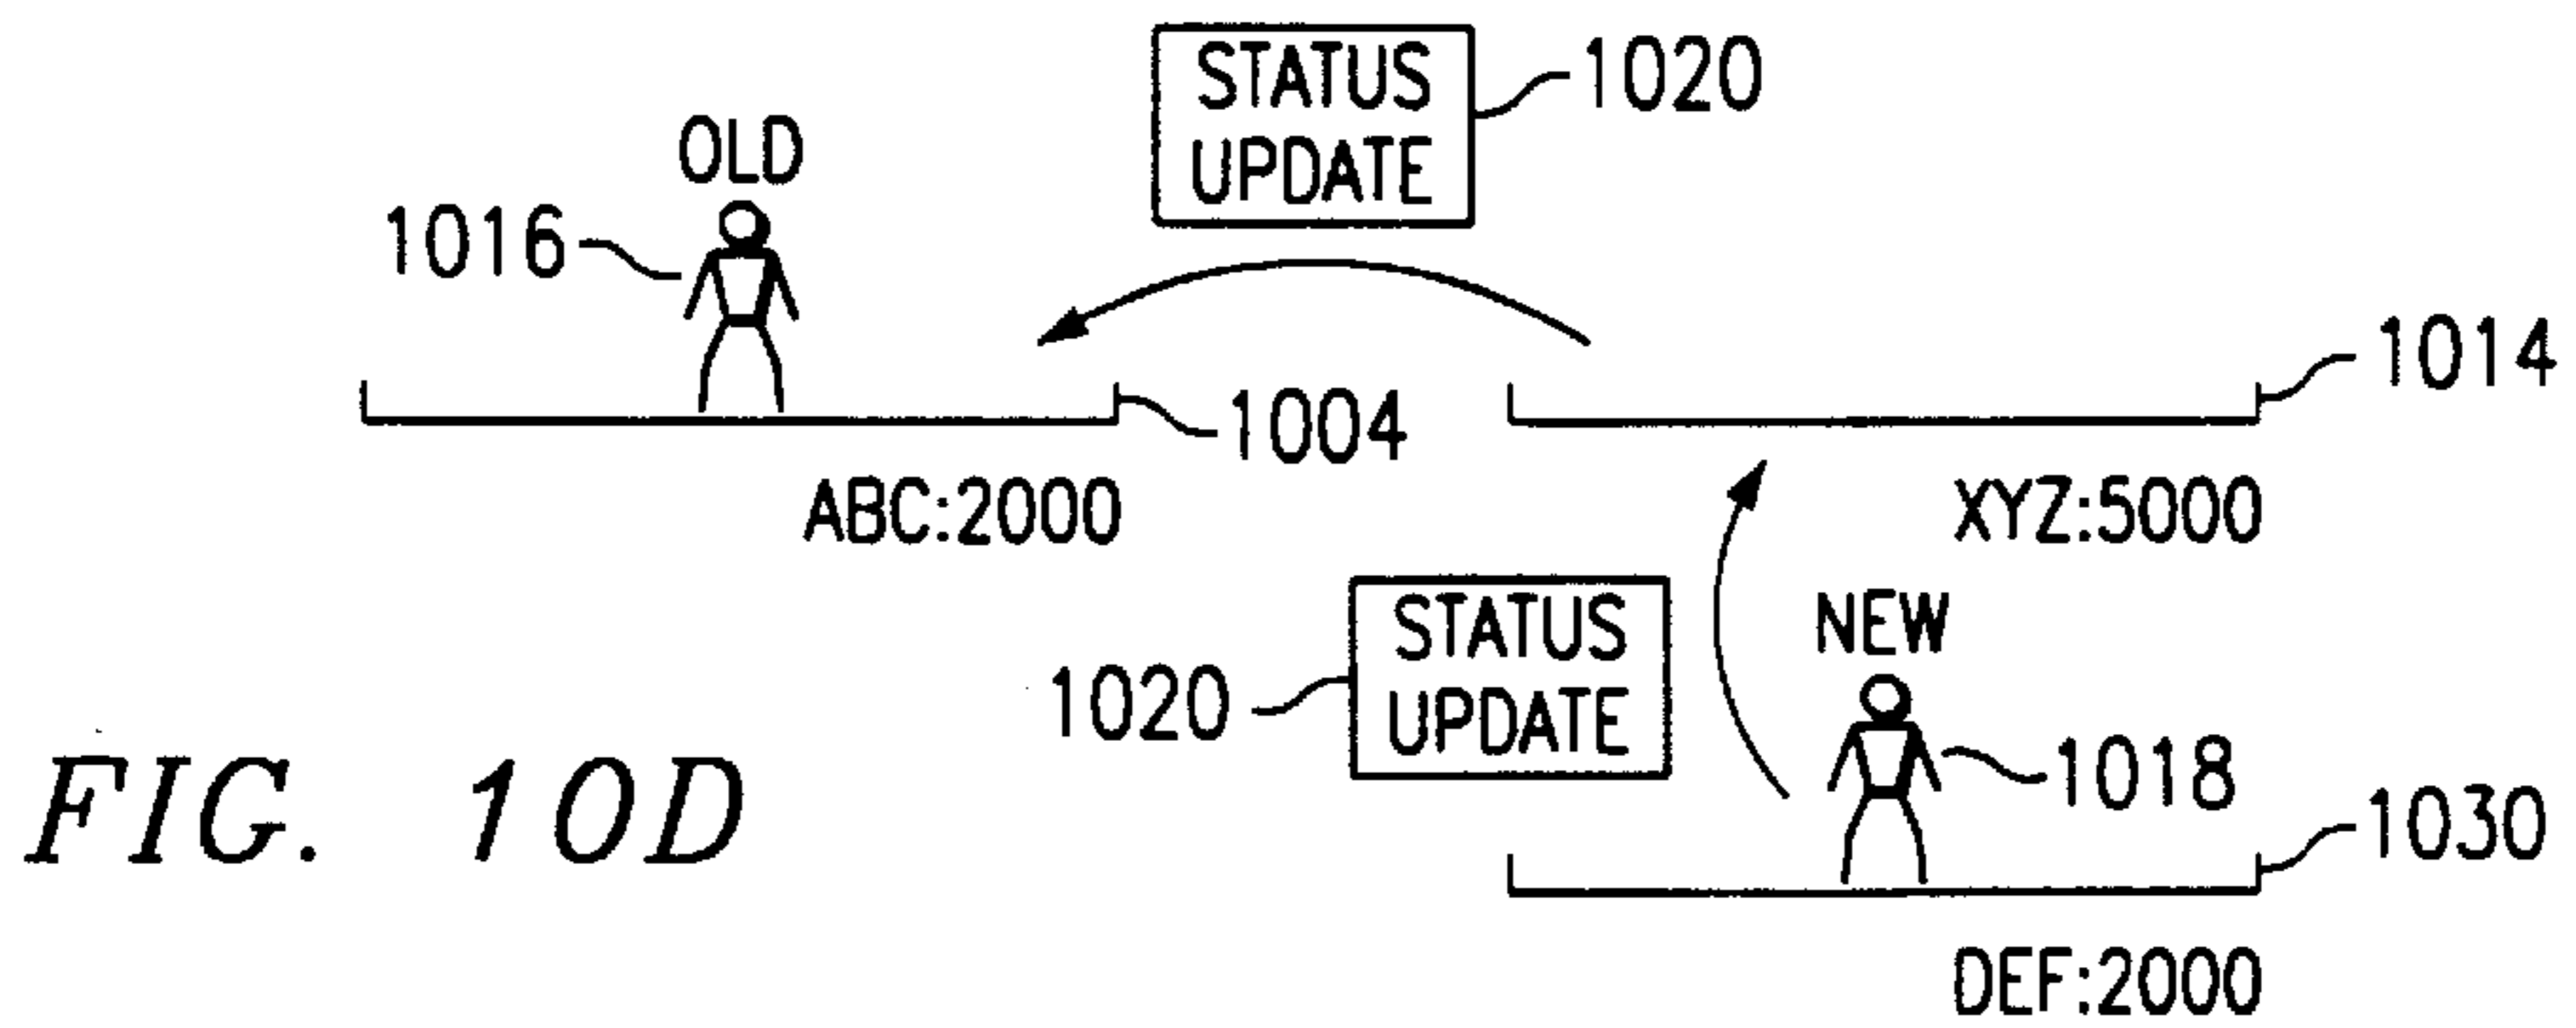 STATUS
UPDATE
1020
OLD
1016
1014
1004
ABC:2000
XYZ:5000
STATUS
UPDATE
NEW
1020
1018
1030
FIG. 10D
DEF:2000